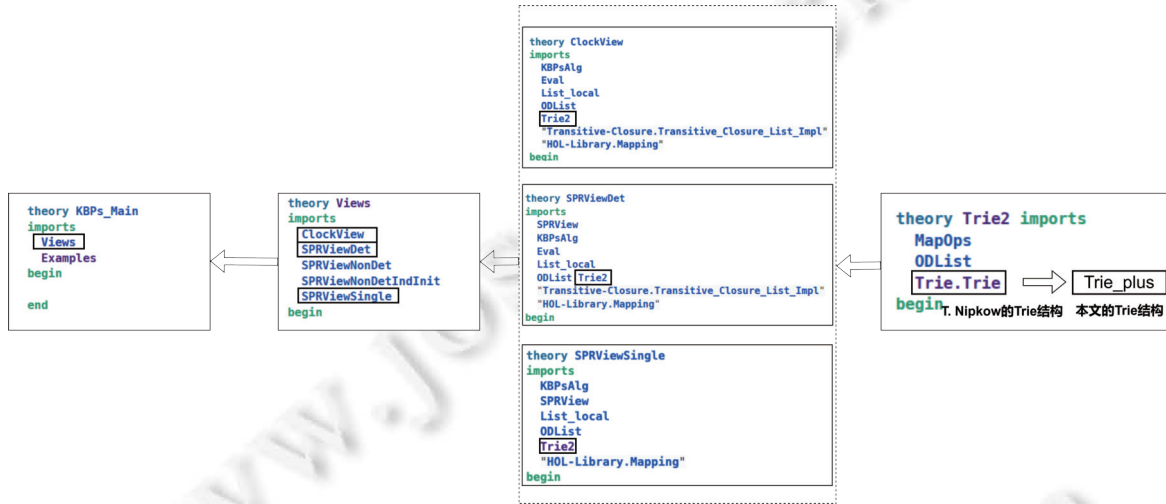 theory KBPs_Main
imports
Views
Examples
begin
end
theory Views
imports
ClockView
SPRViewDet
SPRViewNonDet
SPRViewNonDetIndInit
SPRViewSingle
begin
theory ClockView
imports
KBPsAlg
Eval
List_local
ODList
Trie2
"Transitive-Closure.Transitive_Closure_List_Impl"
"HOL-Library.Mapping"
begin
theory SPRViewDet
imports
SPRView
KBPsAlg
Eval
List_local
ODList Trie2
"Transitive-Closure.Transitive_Closure_List_Impl"
"HOL-Library.Mapping"
begin
theory SPRViewSingle
imports
KBPsAlg
SPRView
List_local
ODList
Trie2
"HOL-Library.Mapping"
begin
theory Trie2 imports
MapOps
ODList
Trie.Trie
Trie_plus
begin
T. Nipkow的Trie结构
本文的Trie结构